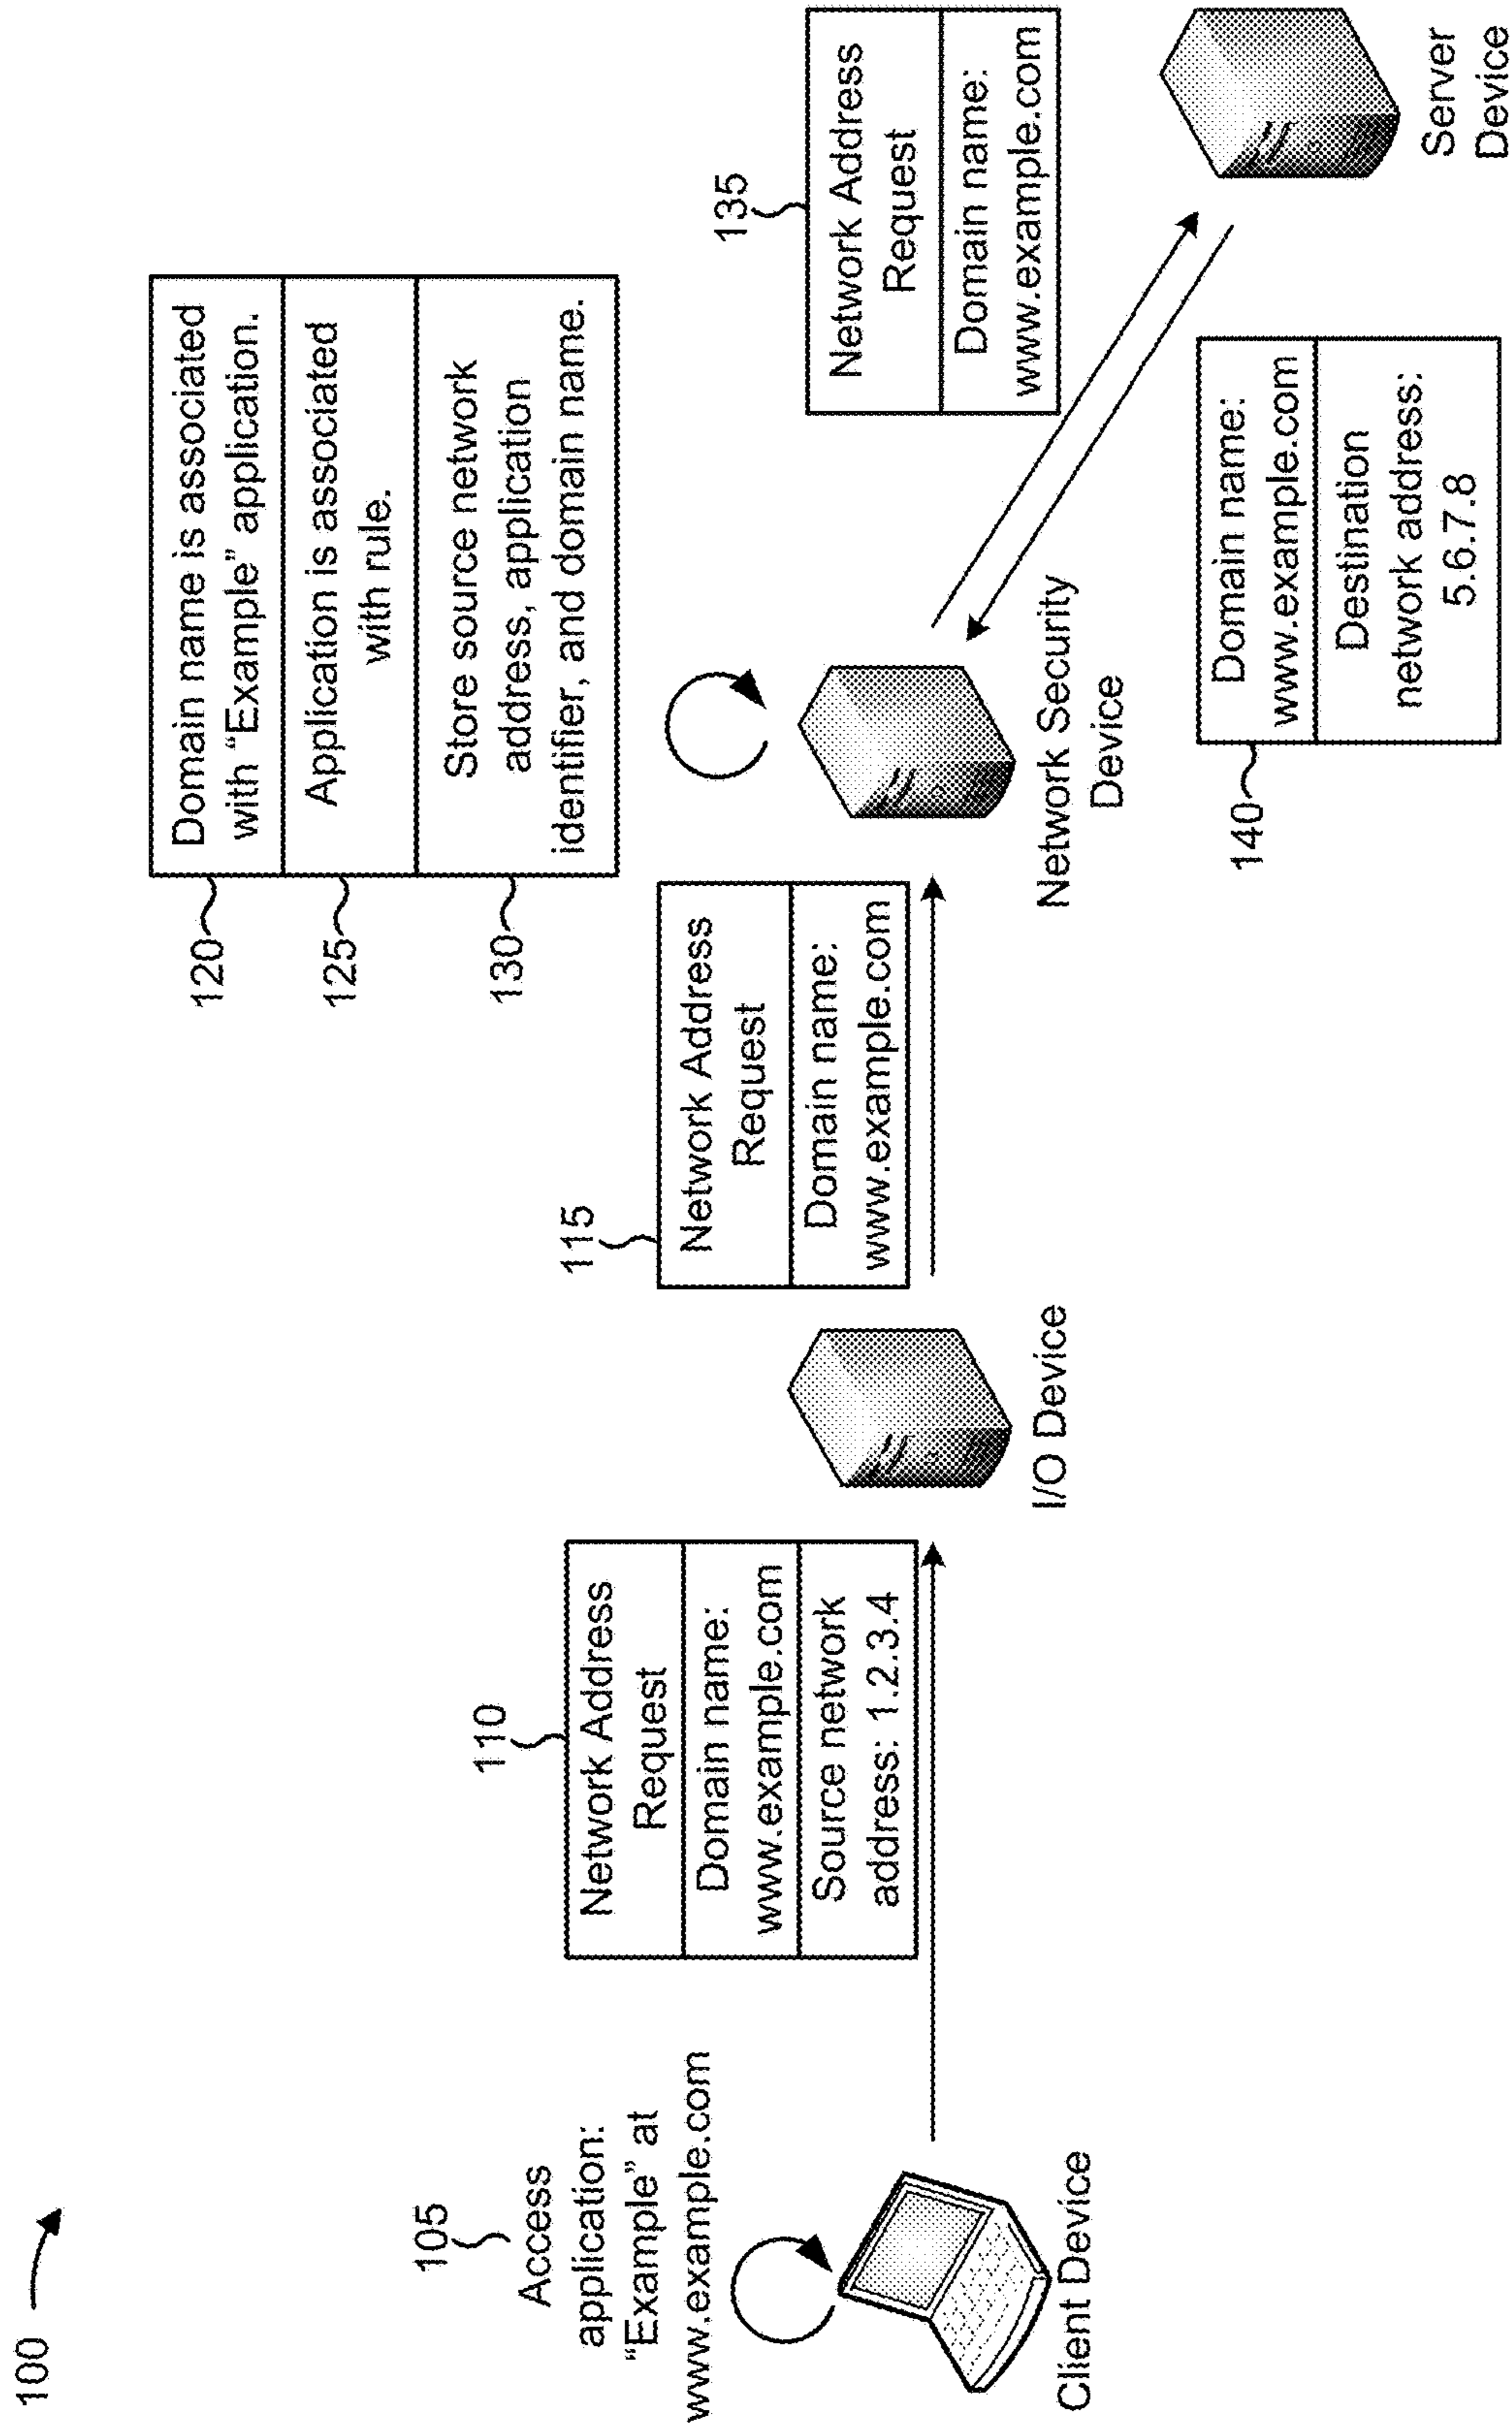 100
105
Access
application:
“Example” at
www.example.com
Client Device
110
Network Address
Request
Domain name:
www.example.com
Source network
address: 1.2.3.4
I/O Device
115
Network Address
Request
Domain name:
www.example.com
120
Domain name is associated
with “Example” application.
125
Application is associated
with rule.
130
Store source network
address, application
identifier, and domain name.
Network Security
Device
135
Network Address
Request
Domain name:
www.example.com
140
Domain name:
www.example.com
Destination
network address:
5.6.7.8
Server
Device